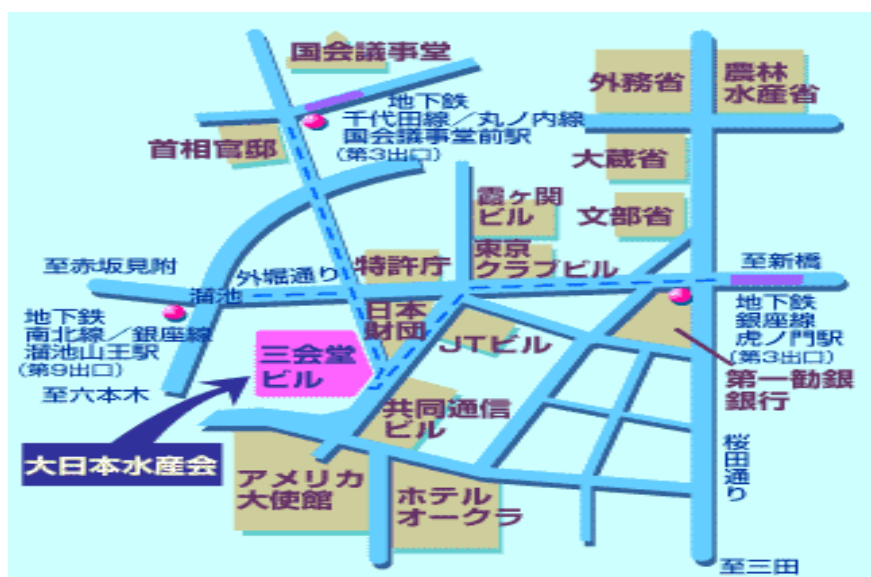 国会議事堂
地下鉄
千代田線／丸ノ内線
国会議事堂前駅
(第3出口)
首相官邸
外務省
農林
水産省
大蔵省
文部省
霞ヶ関
ビル
東京
クラブビル
至赤坂見附
外堀通り
特許庁
至新橋
溜池
地下鉄
南北線／銀座線
溜池山王駅
(第9出口)
至六本木
日本
財団
JTビル
地下鉄
銀座線
虎ノ門駅
(第3出口)
第一勧銀
銀行
三会堂
ビル
共同通信
ビル
大日本水産会
アメリカ
大使館
ホテル
オークラ
桜田通り
至三田